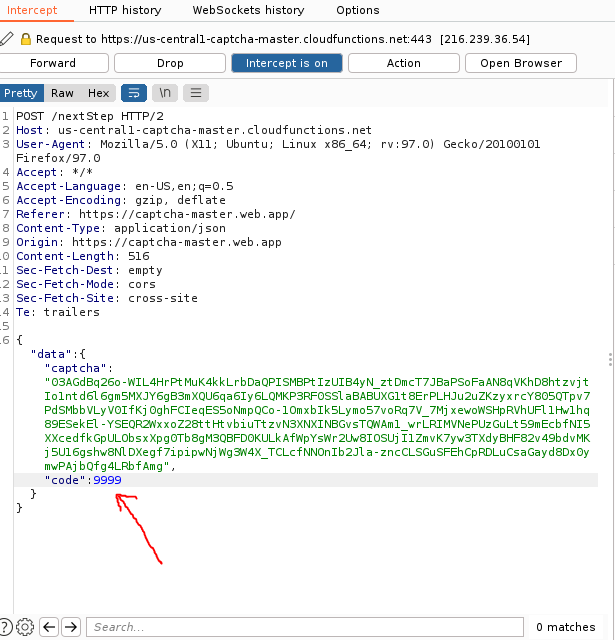 Intercept HTTP history WebSockets history Options
Request to https://us-central1-captcha-master.cloudfunctions.net:443 [216.239.36.54]
Forward Drop Intercept is on Action Open Browser
Pretty Raw Hex \n
1 POST /nextStep HTTP/2
2 Host: us-central1-captcha-master.cloudfunctions.net
3 User-Agent: Mozilla/5.0 (X11; Ubuntu; Linux x86_64; rv:97.0) Gecko/20100101
Firefox/97.0
4 Accept: */*
5 Accept-Language: en-US,en;q=0.5
6 Accept-Encoding: gzip, deflate
7 Referer: https://captcha-master.web.app/
8 Content-Type: application/json
9 Origin: https://captcha-master.web.app
10 Content-Length: 516
11 Sec-Fetch-Dest: empty
12 Sec-Fetch-Mode: cors
13 Sec-Fetch-Site: cross-site
14 Te: trailers
15
16 {
"data":{
"captcha":
"03AGdBq26o-WIL4HrPtMuK4kkLrbDaQPISMBPtIzUIB4yN_ztDmcT7JBaPSoFaAN8qVKhD8htzvjt
Io1ntd6l6gm5MXJY6gB3mXQU6qa6Iy6LQMKP3RF0SSlaBABUXG1t8ErPLHJu2uZKzyxrcY805QTpv7
PdSMbbVLyVOIfKj0ghFCIeqES5oNmpQCo-1OmxbIk5Lymo57voRq7V_7MjxewoWSHpRVhUFl1Hw1hq
89ESekEl-YSEQR2WxxoZ28ttHtvbiuTtzvN3XNXINBGvsTQWAm1_wrLRIMVNePUzGuLt59mEcbfNI5
XXcedfkGpULObsxXpg0Tb8gM3QBFDOKULkAfWpYsWr2Uw8IOSUjI1ZmvK7yw3TXdyBHF82v49bdvMK
j5U16gshw8NlDXegf7ipipwNjWg3W4X_TCLcfNNOnIb2Jla-zncCLSGuSFEhCpRDLuCsaGayd8DxOy
mwPAjbQfg4LRbfAmg",
"code":9999
}
}
Search... 0 matches